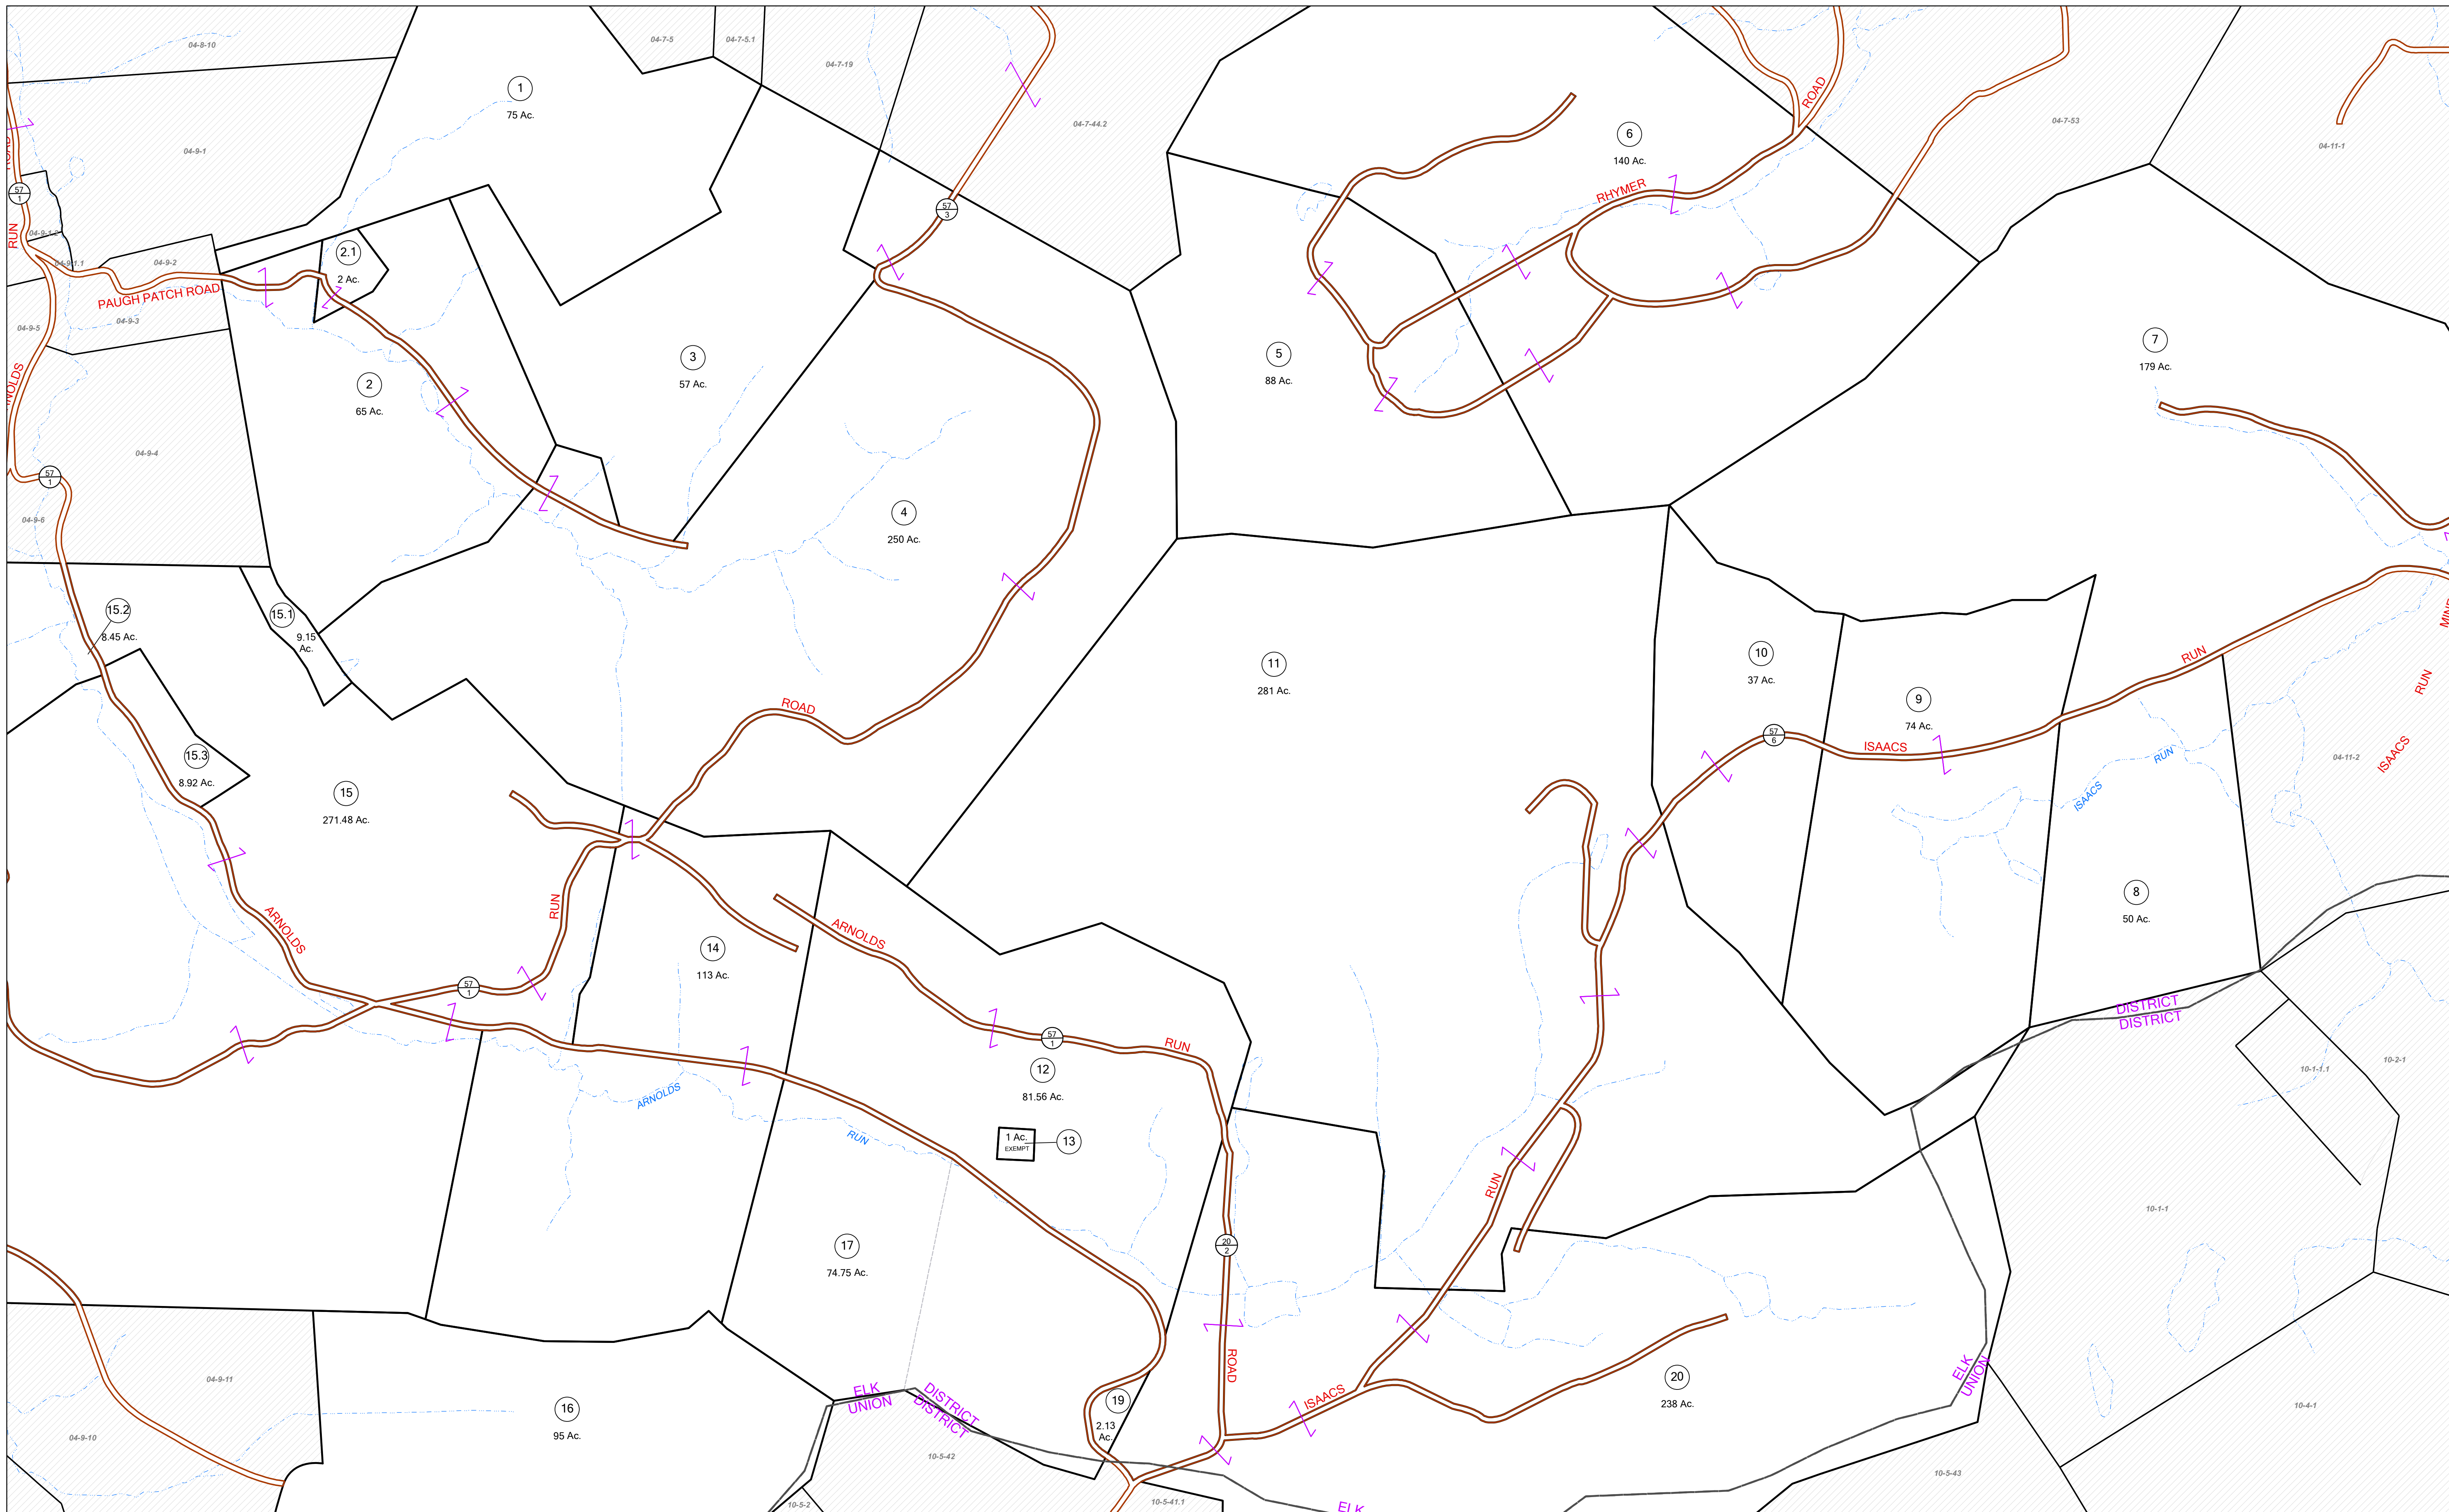 04-8-10
04-7-5
04-7-5.1
04-7-19
04-7-44.2
04-7-53
04-11-1
1
75 Ac.
6
140 Ac.
ROAD
RHYMER
04-9-1
57
1
RUN
04-9-1.2
04-9-1.1
04-9-2
2.1
2 Ac.
57
3
PAUGH PATCH ROAD
04-9-3
04-9-5
2
65 Ac.
3
57 Ac.
5
88 Ac.
7
179 Ac.
04-9-4
57
1
04-9-6
4
250 Ac.
15.2
8.45 Ac.
15.1
9.15
Ac.
11
281 Ac.
10
37 Ac.
9
74 Ac.
RUN
RUN
ISAACS
04-11-2
57
6
ISAACS
RUN
ISAACS
ROAD
15.3
8.92 Ac.
15
271.48 Ac.
8
50 Ac.
ARNOLDS
RUN
ARNOLDS
14
113 Ac.
57
1
57
1
RUN
12
81.56 Ac.
DISTRICT
DISTRICT
10-2-1
10-1-1.1
ARNOLDS
RUN
1 Ac.
EXEMPT
13
RUN
10-1-1
17
74.75 Ac.
20
2
ROAD
ISAACS
20
238 Ac.
ELK
UNION
04-9-11
04-9-10
16
95 Ac.
ELK
UNION
DISTRICT
DISTRICT
19
2.13
Ac.
10-4-1
10-5-42
10-5-43
10-5-2
10-5-41.1
ELK